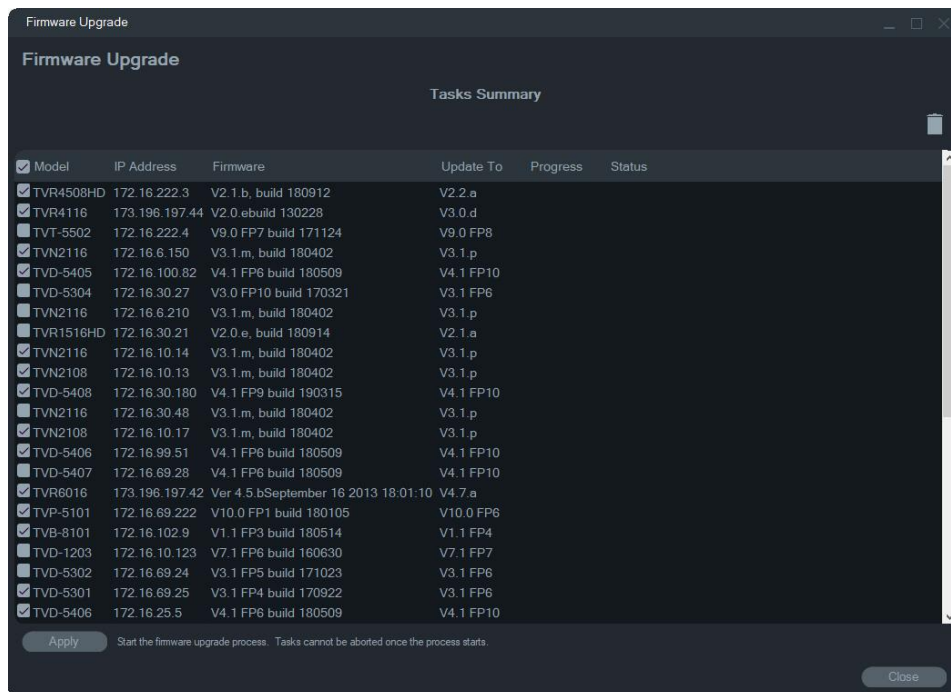 Firmware Upgrade
Firmware Upgrade
Tasks Summary
Model IP Address Firmware Update To Progress Status
TVR4508HD 172.16.222.3 V2.1.b, build 180912 V2.2.a
TVR4116 173.196.197.44 V2.0.ebuild 130228 V3.0.d
TVT-5502 172.16.222.4 V9.0 FP7 build 171124 V9.0 FP8
TVN2116 172.16.6.150 V3.1.m, build 180402 V3.1.p
TVD-5405 172.16.100.82 V4.1 FP6 build 180509 V4.1 FP10
TVD-5304 172.16.30.27 V3.0 FP10 build 170321 V3.1 FP6
TVN2116 172.16.6.210 V3.1.m, build 180402 V3.1.p
TVR1516HD 172.16.30.21 V2.0.e, build 180914 V2.1.a
TVN2116 172.16.10.14 V3.1.m, build 180402 V3.1.p
TVN2108 172.16.10.13 V3.1.m, build 180402 V3.1.p
TVD-5408 172.16.30.180 V4.1 FP9 build 190315 V4.1 FP10
TVN2116 172.16.30.48 V3.1.m, build 180402 V3.1.p
TVN2108 172.16.10.17 V3.1.m, build 180402 V3.1.p
TVD-5406 172.16.99.51 V4.1 FP6 build 180509 V4.1 FP10
TVD-5407 172.16.69.28 V4.1 FP6 build 180509 V4.1 FP10
TVR6016 173.196.197.42 Ver 4.5.bSeptember 16 2013 18:01:10 V4.7.a
TVP-5101 172.16.69.222 V10.0 FP1 build 180105 V10.0 FP6
TVB-8101 172.16.102.9 V1.1 FP3 build 180514 V1.1 FP4
TVD-1203 172.16.10.123 V7.1 FP6 build 160630 V7.1 FP7
TVD-5302 172.16.69.24 V3.1 FP5 build 171023 V3.1 FP6
TVD-5301 172.16.69.25 V3.1 FP4 build 170922 V3.1 FP6
TVD-5406 172.16.25.5 V4.1 FP6 build 180509 V4.1 FP10
Apply Start the firmware upgrade process. Tasks cannot be aborted once the process starts.
Close